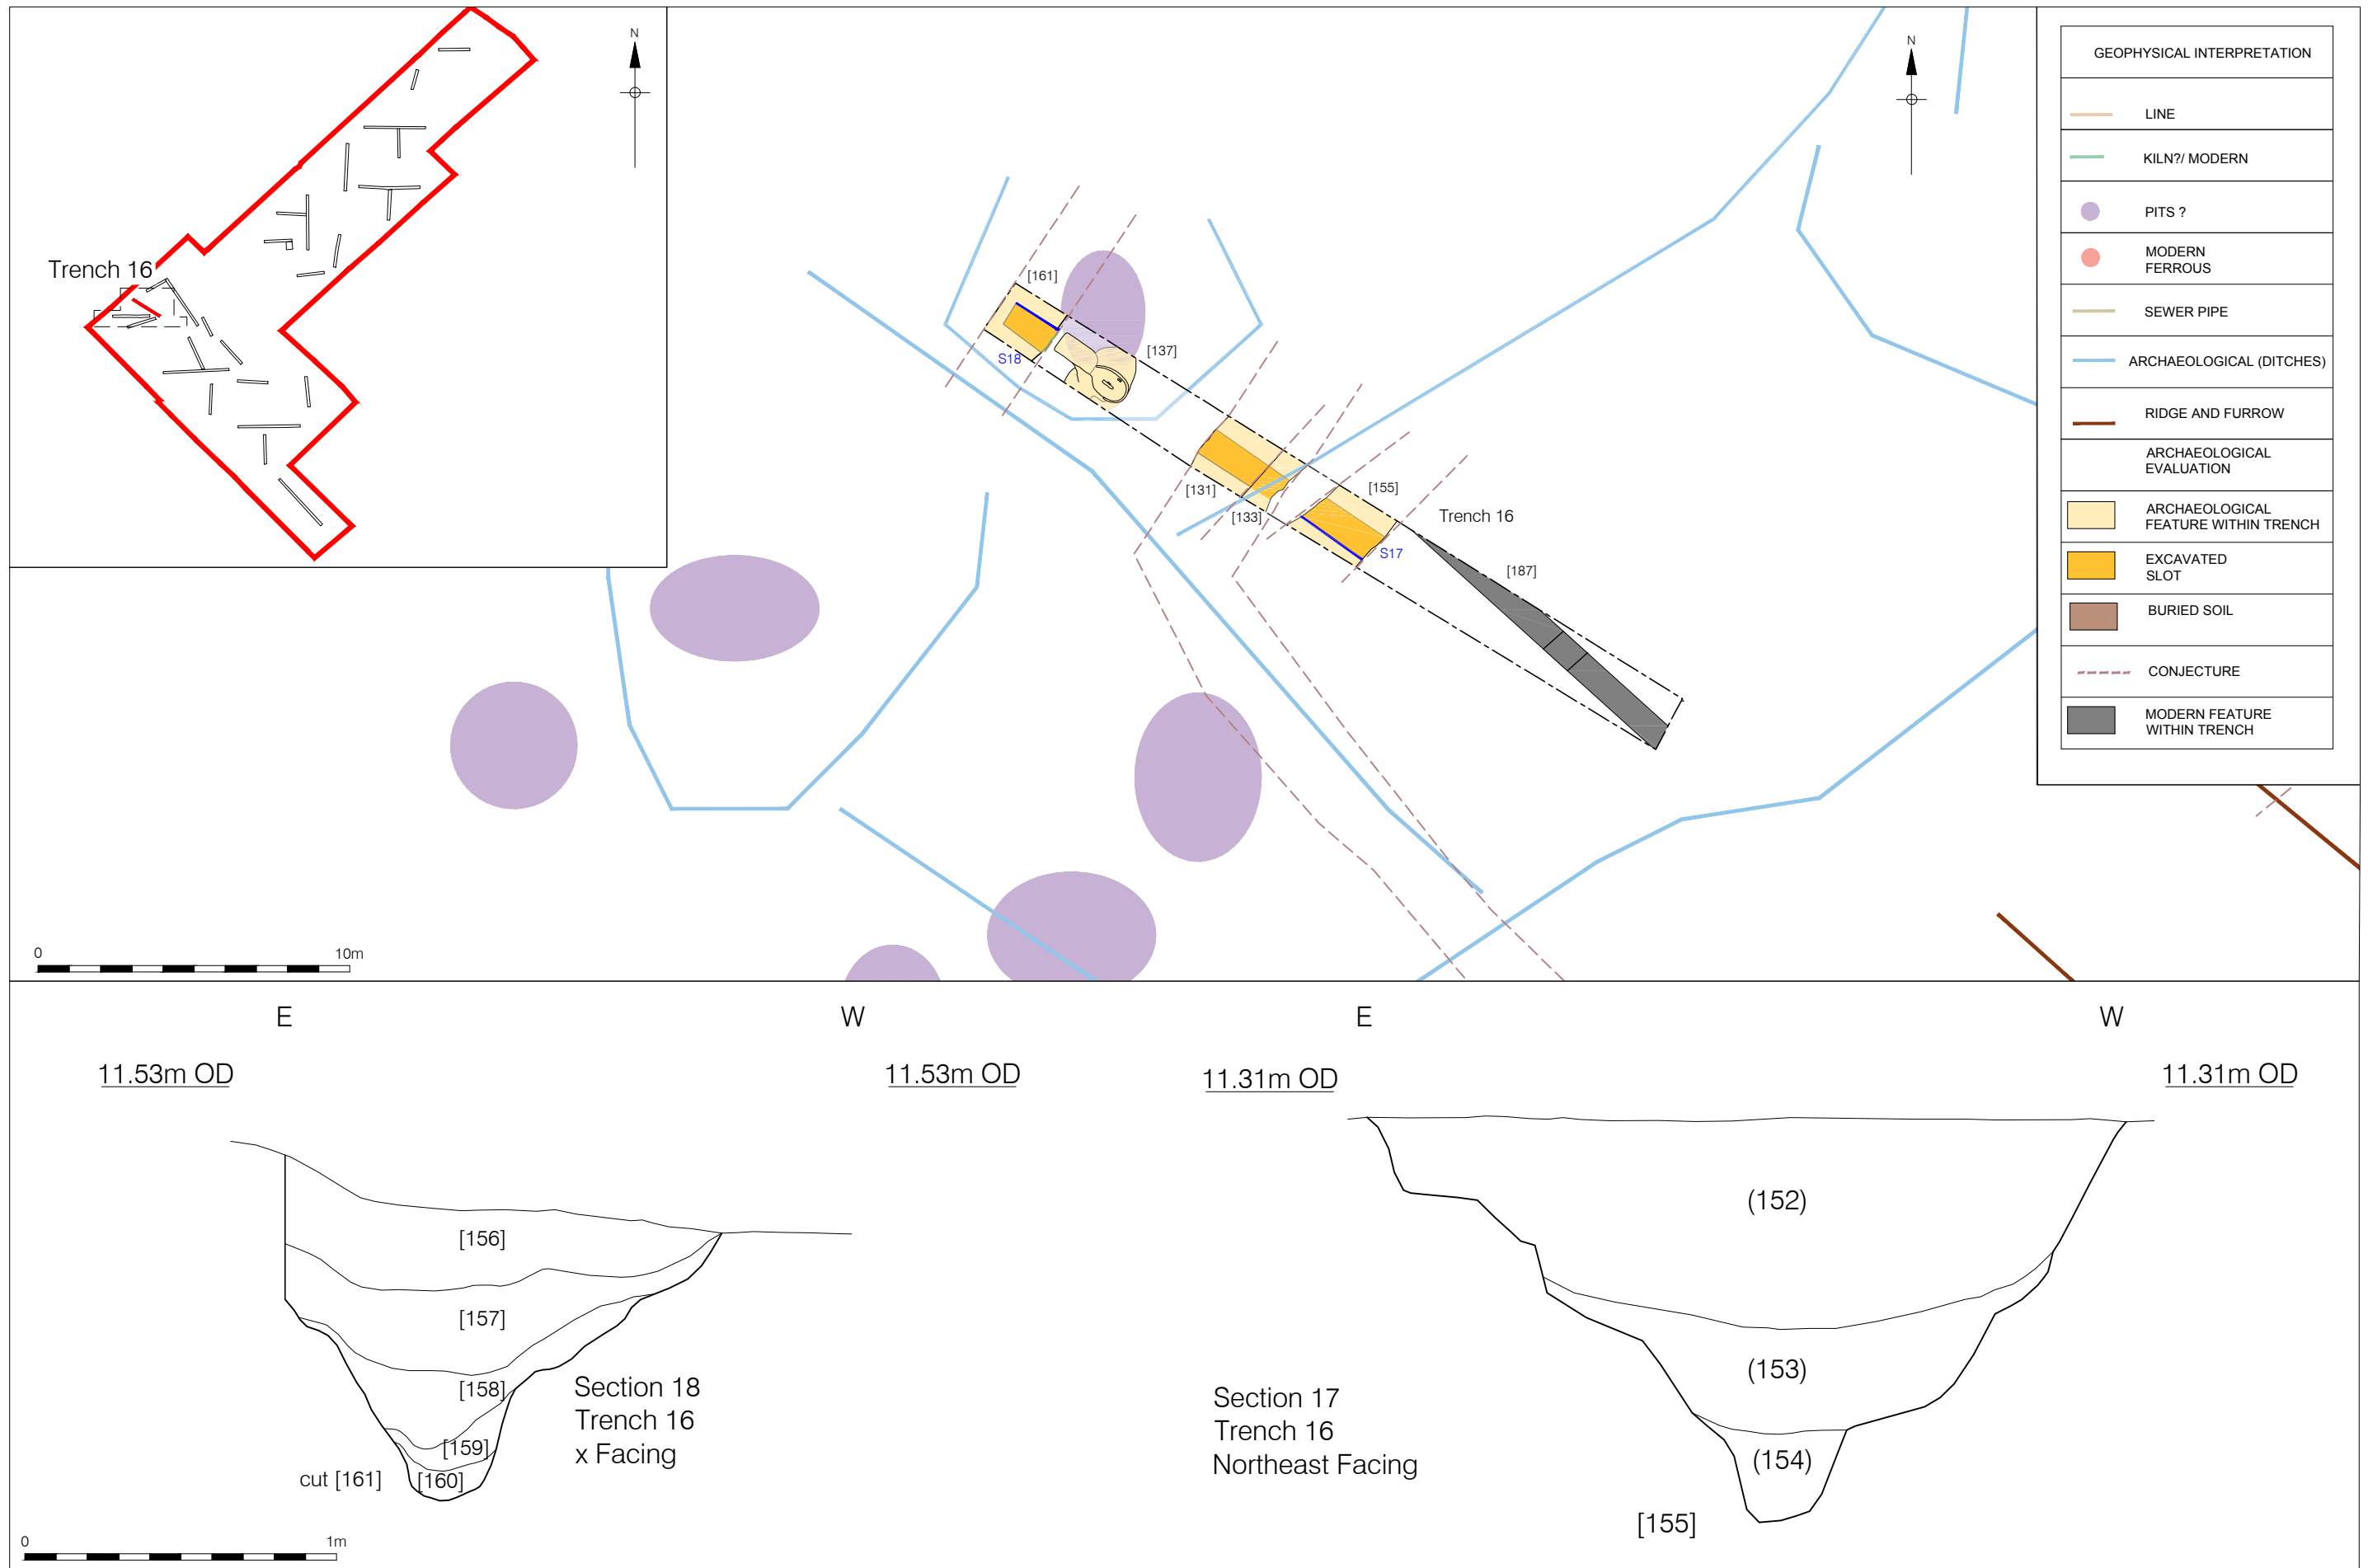 N
Trench 16
N
[161]
S18
[137]
[131]
[133]
[155]
S17
Trench 16
[187]
0
10m
GEOPHYSICAL INTERPRETATION
LINE
KILN?/ MODERN
PITS ?
MODERN
FERROUS
SEWER PIPE
ARCHAEOLOGICAL (DITCHES)
RIDGE AND FURROW
ARCHAEOLOGICAL
EVALUATION
ARCHAEOLOGICAL
FEATURE WITHIN TRENCH
EXCAVATED
SLOT
BURIED SOIL
CONJECTURE
MODERN FEATURE
WITHIN TRENCH
E
W
11.53m OD
11.53m OD
[156]
[157]
[158]
[159]
[160]
cut [161]
Section 18
Trench 16
x Facing
0
1m
E
W
11.31m OD
11.31m OD
(152)
(153)
(154)
[155]
Section 17
Trench 16
Northeast Facing